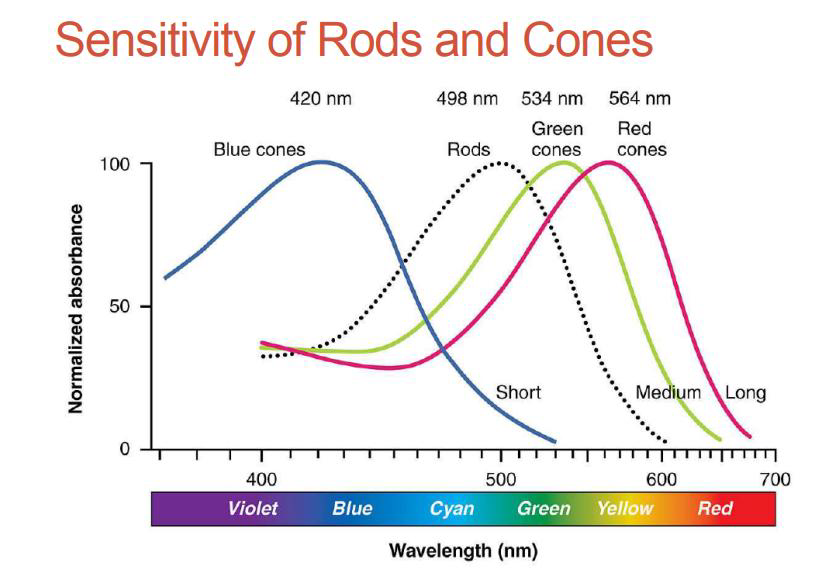 Sensitivity of Rods and Cones
420 nm 498 nm 534 nm 564 nm
Blue cones Rods Green cones Red cones
100
50
0
Normalized absorbance
Short Medium Long
400 500 600 700
Violet Blue Cyan Green Yellow Red
Wavelength (nm)